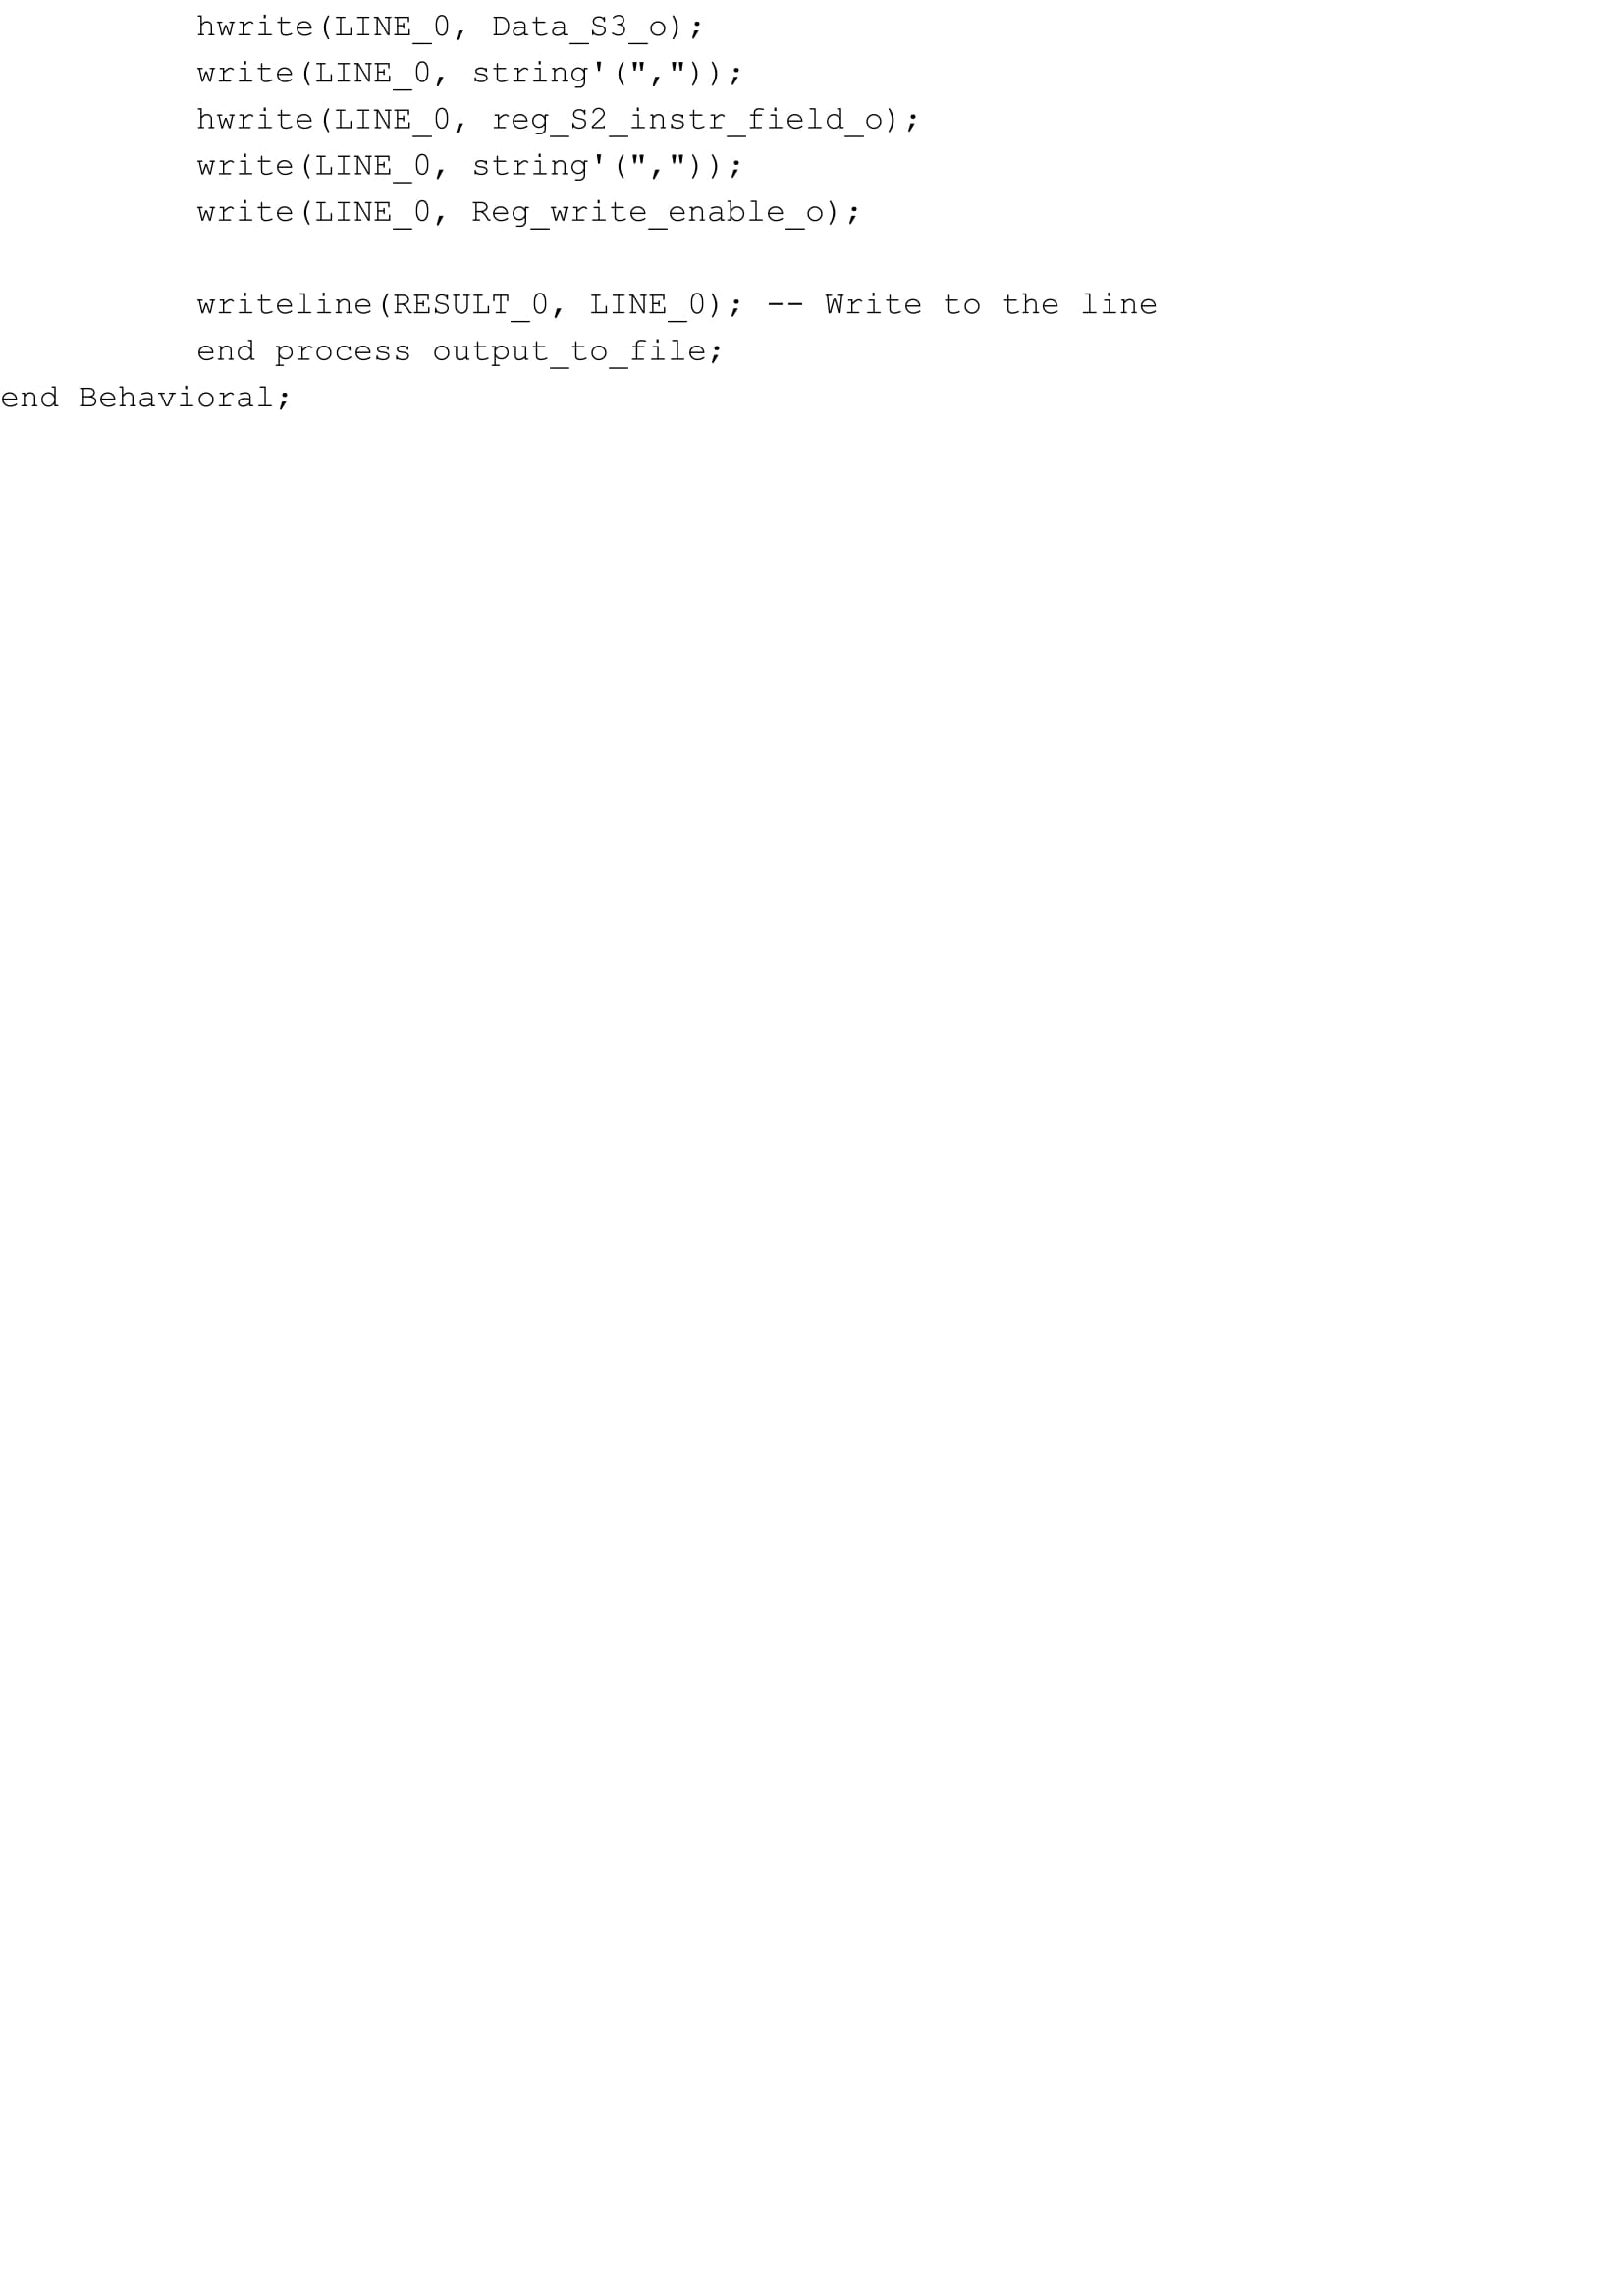 hwrite(LINE_0, Data_S3_o);
write(LINE_0, string'(","));
hwrite(LINE_0, reg_S2_instr_field_o);
write(LINE_0, string'(","));
write(LINE_0, Reg_write_enable_o);
writeline(RESULT_0, LINE_0); -- Write to the line
end process output_to_file;
end Behavioral;